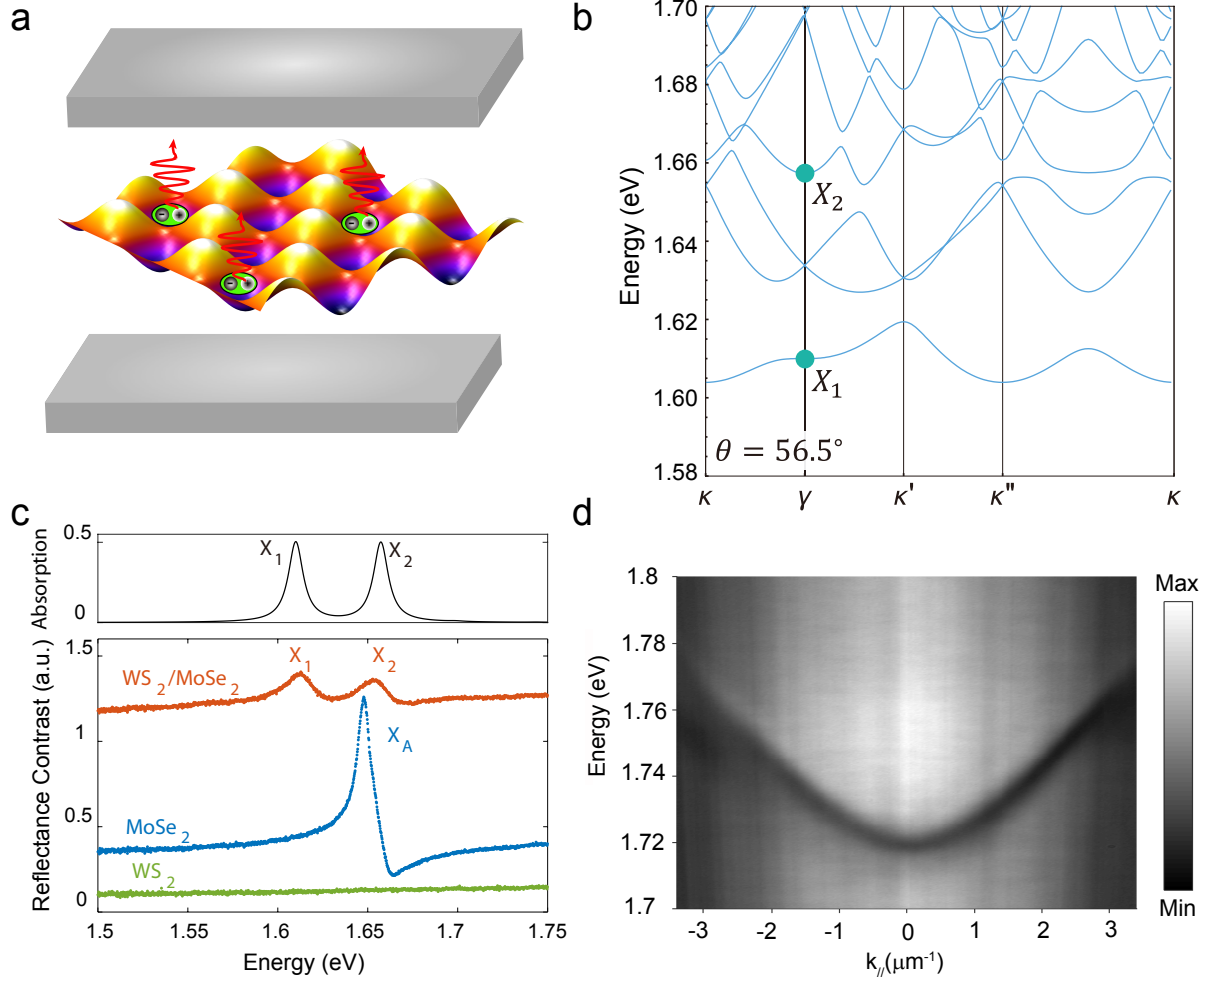 a
b
1.70
1.68
1.66
1.64
1.62
1.60
1.58
Energy (eV)
X₂
X₁
θ = 56.5°
κ γ κ' κ'' κ
c
0.5
0
Absorption
X₁ X₂
1.5
1
0.5
0
Reflectance Contrast (a.u.)
X₁ X₂
WS₂/MoSe₂
X_A
MoSe₂
WS₂
1.5 1.55 1.6 1.65 1.7 1.75
Energy (eV)
d
1.8
1.78
1.76
1.74
1.72
1.7
Energy (eV)
-3 -2 -1 0 1 2 3
k_//(μm⁻¹)
Max
Min